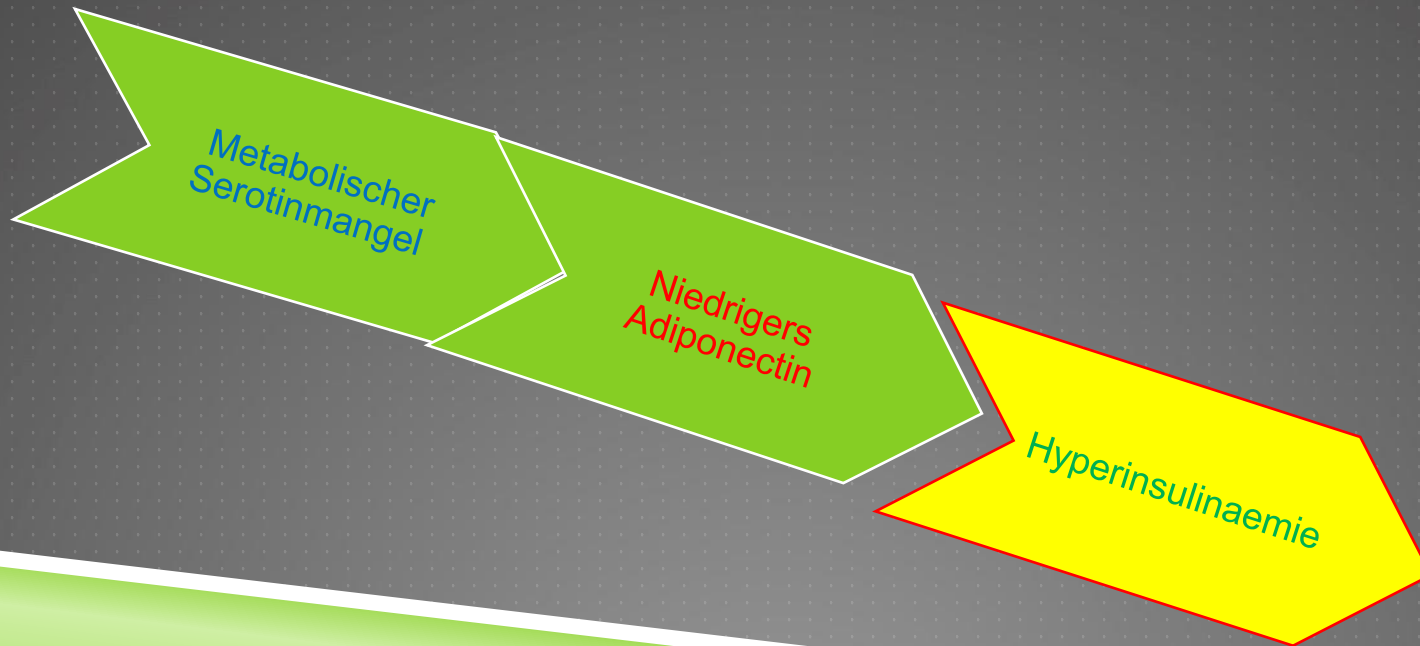 Metabolischer
Serotinmangel
Niedrigers
Adiponectin
Hyperinsulinaemie